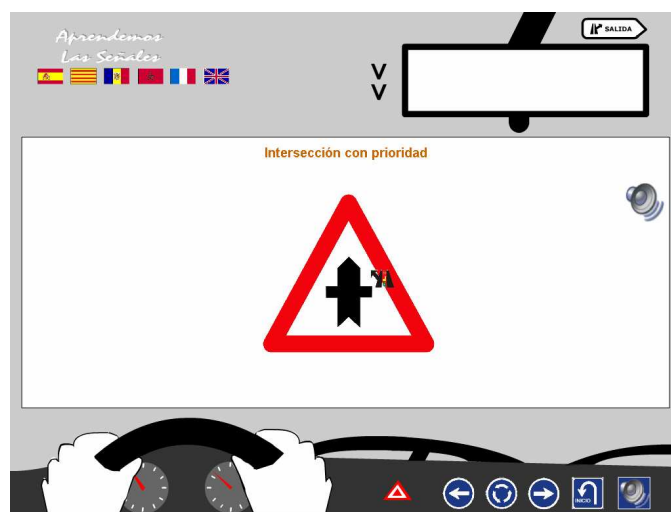 Aprendemos
Las Señales
SALIDA
Intersección con prioridad
INICIO